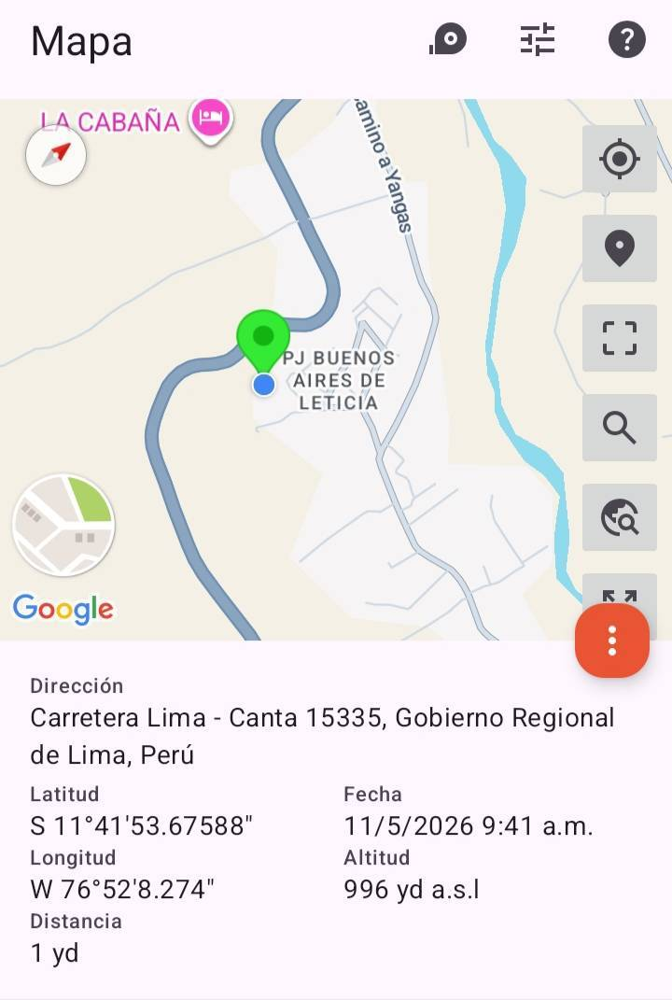 Mapa
LA CABAÑA
amino a Yangas
PJ BUENOS
AIRES DE
LETICIA
Google
Dirección
Carretera Lima - Canta 15335, Gobierno Regional
de Lima, Perú
Latitud
S 11°41'53.67588"
Fecha
11/5/2026 9:41 a.m.
Longitud
W 76°52'8.274"
Altitud
996 yd a.s.l
Distancia
1 yd